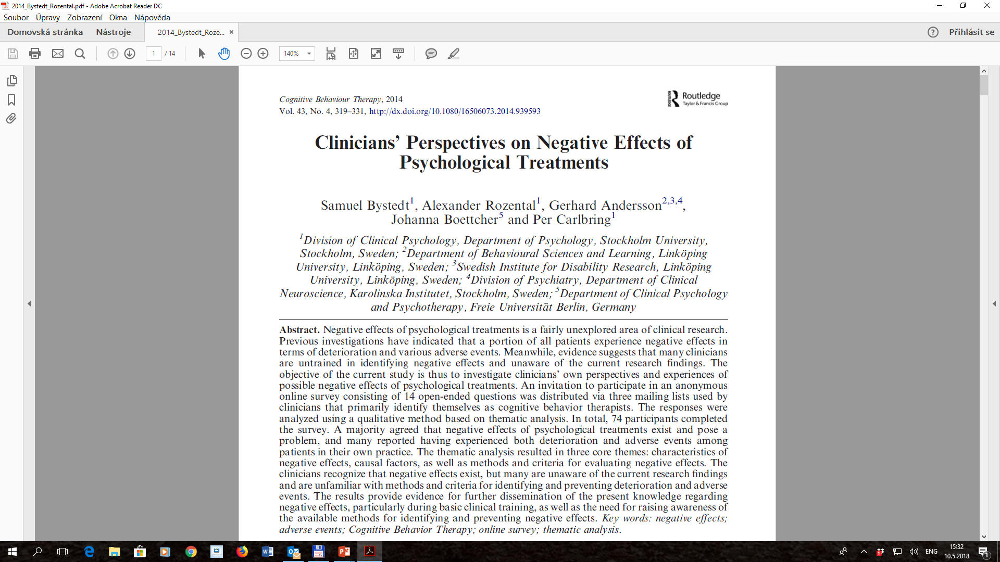 2014_Bystedt_Rozental.pdf - Adobe Acrobat Reader DC
Soubor Úpravy Zobrazení Okna Nápověda
Domovská stránka Nástroje 2014_Bystedt_Roze... × ? Přihlásit se
1 / 14 140%
Cognitive Behaviour Therapy, 2014
Vol. 43, No. 4, 319–331, http://dx.doi.org/10.1080/16506073.2014.939593
ROUTLEDGE
Routledge
Taylor & Francis Group
Clinicians’ Perspectives on Negative Effects of
Psychological Treatments
Samuel Bystedt1, Alexander Rozental1, Gerhard Andersson2,3,4,
Johanna Boettcher5 and Per Carlbring1
1Division of Clinical Psychology, Department of Psychology, Stockholm University,
Stockholm, Sweden; 2Department of Behavioural Sciences and Learning, Linköping
University, Linköping, Sweden; 3Swedish Institute for Disability Research, Linköping
University, Linköping, Sweden; 4Division of Psychiatry, Department of Clinical
Neuroscience, Karolinska Institutet, Stockholm, Sweden; 5Department of Clinical Psychology
and Psychotherapy, Freie Universität Berlin, Germany
Abstract. Negative effects of psychological treatments is a fairly unexplored area of clinical research.
Previous investigations have indicated that a portion of all patients experience negative effects in
terms of deterioration and various adverse events. Meanwhile, evidence suggests that many clinicians
are untrained in identifying negative effects and unaware of the current research findings. The
objective of the current study is thus to investigate clinicians’ own perspectives and experiences of
possible negative effects of psychological treatments. An invitation to participate in an anonymous
online survey consisting of 14 open-ended questions was distributed via three mailing lists used by
clinicians that primarily identify themselves as cognitive behavior therapists. The responses were
analyzed using a qualitative method based on thematic analysis. In total, 74 participants completed
the survey. A majority agreed that negative effects of psychological treatments exist and pose a
problem, and many reported having experienced both deterioration and adverse events among
patients in their own practice. The thematic analysis resulted in three core themes: characteristics of
negative effects, causal factors, as well as methods and criteria for evaluating negative effects. The
clinicians recognize that negative effects exist, but many are unaware of the current research findings
and are unfamiliar with methods and criteria for identifying and preventing deterioration and adverse
events. The results provide evidence for further dissemination of the present knowledge regarding
negative effects, particularly during basic clinical training, as well as the need for raising awareness of
the available methods for identifying and preventing negative effects. Key words: negative effects;
adverse events; Cognitive Behavior Therapy; online survey; thematic analysis.
ENG
15:32
10.5.2018
1